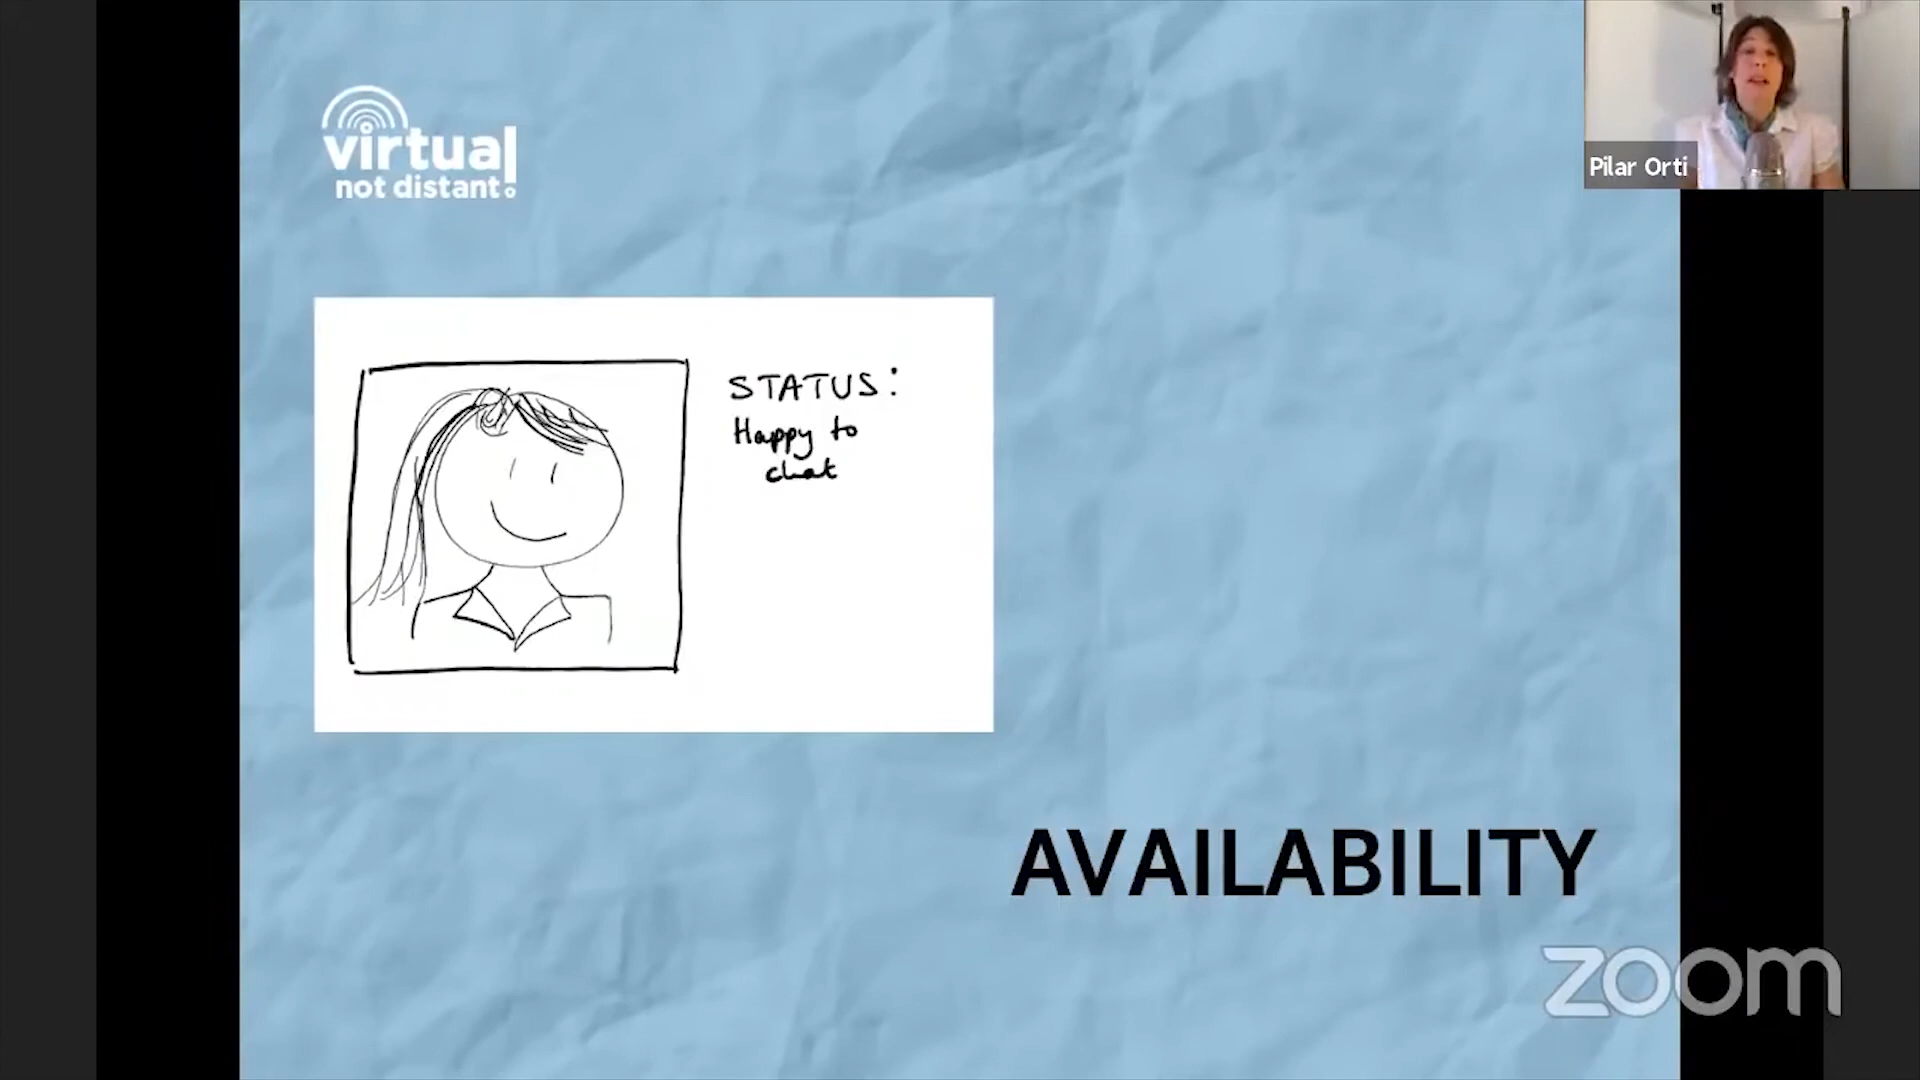 virtual
not distant.
Pilar Orti
STATUS:
Happy to
chat
AVAILABILITY
zoom